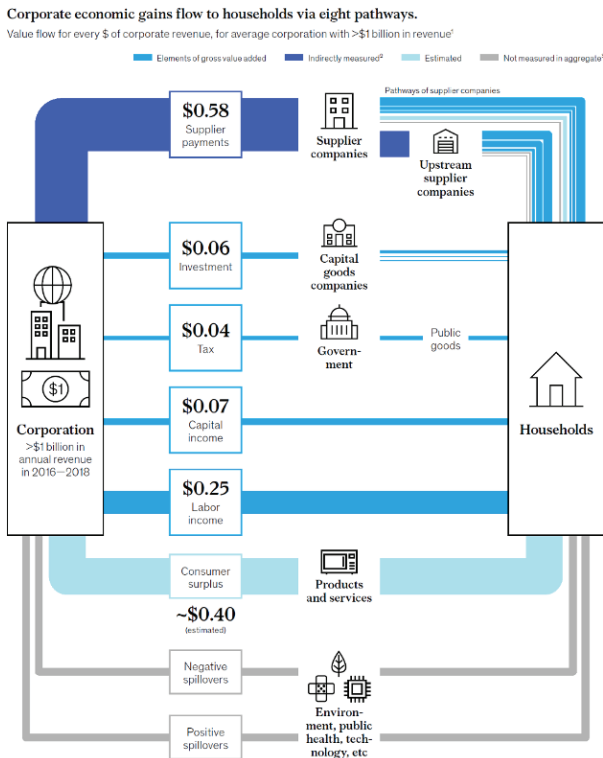 Corporate economic gains flow to households via eight pathways.
Value flow for every $ of corporate revenue, for average corporation with >$1 billion in revenue¹
Elements of gross value added
Indirectly measured²
Estimated
Not measured in aggregate³
Pathways of supplier companies
$0.58
Supplier
payments
Supplier
companies
Upstream
supplier
companies
$0.06
Investment
Capital
goods
companies
$0.04
Tax
Govern-
ment
Public
goods
$1
Corporation
>$1 billion in
annual revenue
in 2016—2018
$0.07
Capital
income
Households
$0.25
Labor
income
Consumer
surplus
~$0.40
(estimated)
Products
and services
Negative
spillovers
Environ-
ment, public
health, tech-
nology, etc
Positive
spillovers